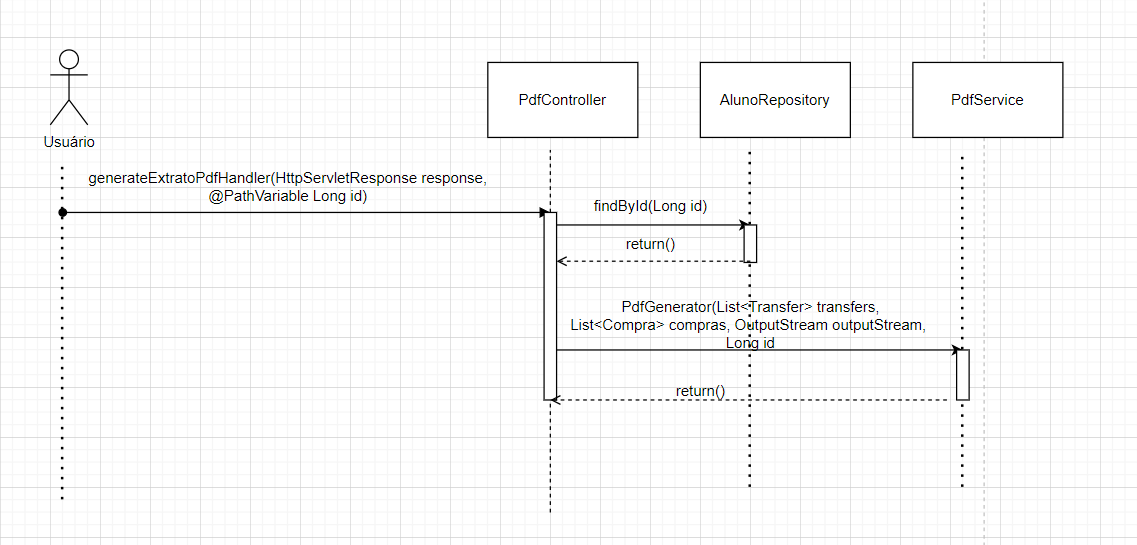 Usuário
PdfController
AlunoRepository
PdfService
generateExtratoPdfHandler(HttpServletResponse response,
@PathVariable Long id)
findById(Long id)
return()
PdfGenerator(List<Transfer> transfers,
List<Compra> compras, OutputStream outputStream,
Long id
return()